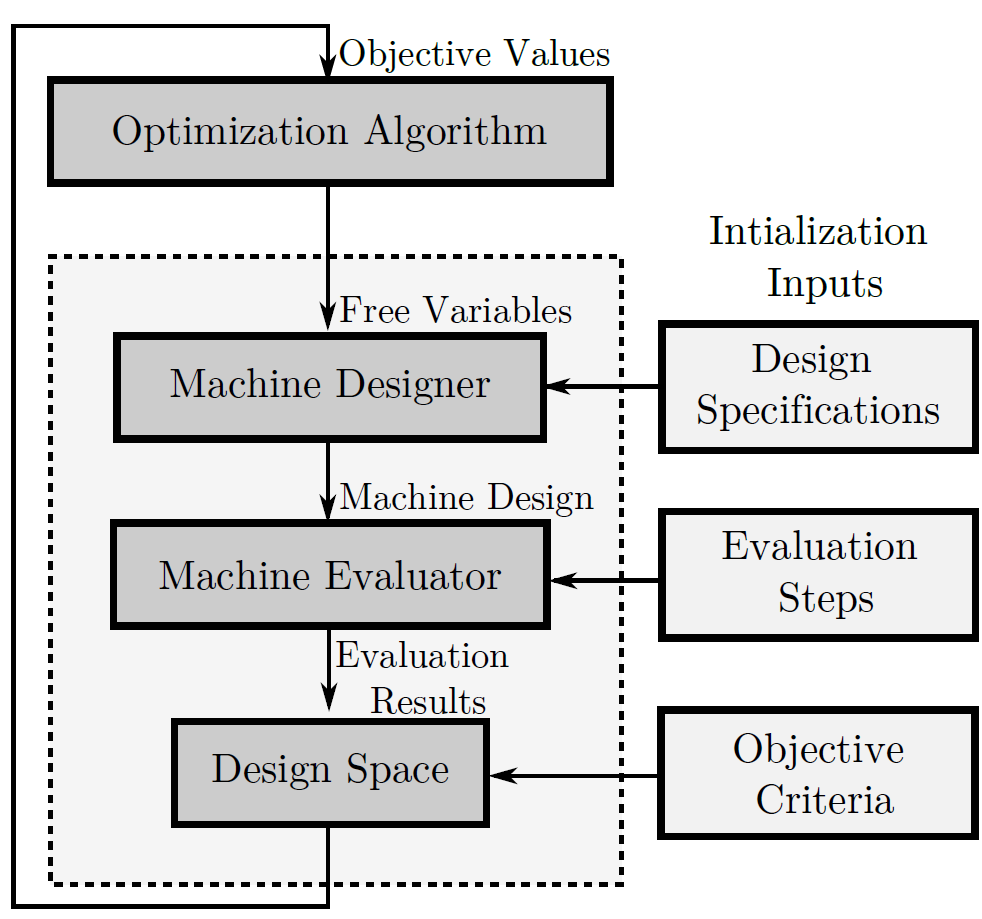 Objective Values
Optimization Algorithm
Intialization
Inputs
Free Variables
Machine Designer
Design
Specifications
Machine Design
Machine Evaluator
Evaluation
Steps
Evaluation
Results
Design Space
Objective
Criteria